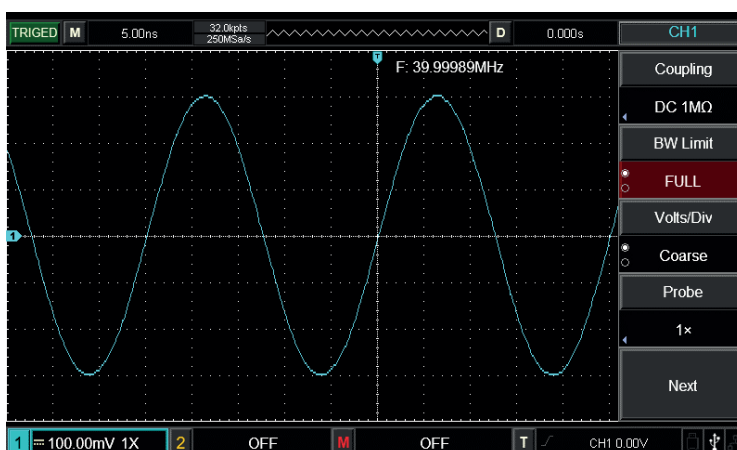 TRIGED M 5.00ns 32.0kpts D 0.000s CH1
250MSa/s
T
F: 39.99989MHz
Coupling
DC 1MΩ
BW Limit
FULL
Volts/Div
1
Coarse
Probe
1×
Next
1 100.00mV 1X 2 OFF M OFF T CH1 0.00V